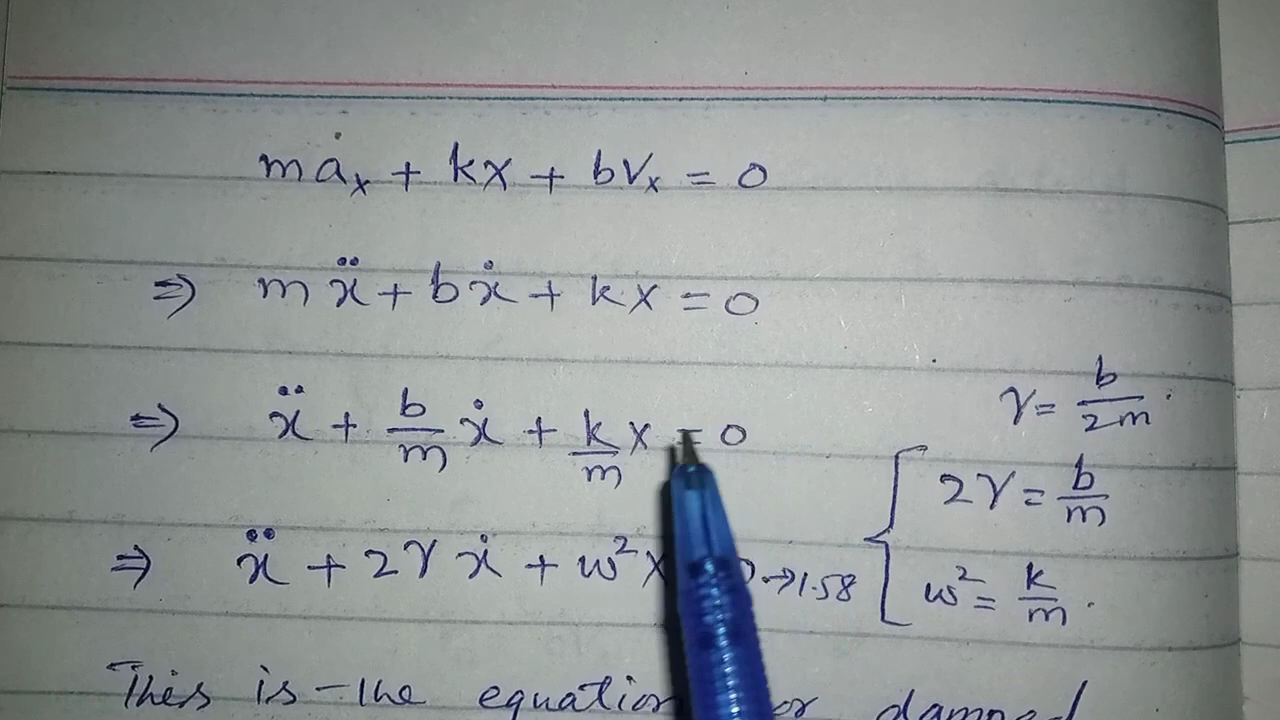 ma_x + kx + bv_x = 0
⇒ mẍ + bẋ + kx = 0
γ = b/2m
⇒ ẍ + b/m ẋ + k/m x = 0
2γ = b/m
⇒ ẍ + 2γẋ + ω²x → 1.58
ω² = k/m .
This is the equation damped